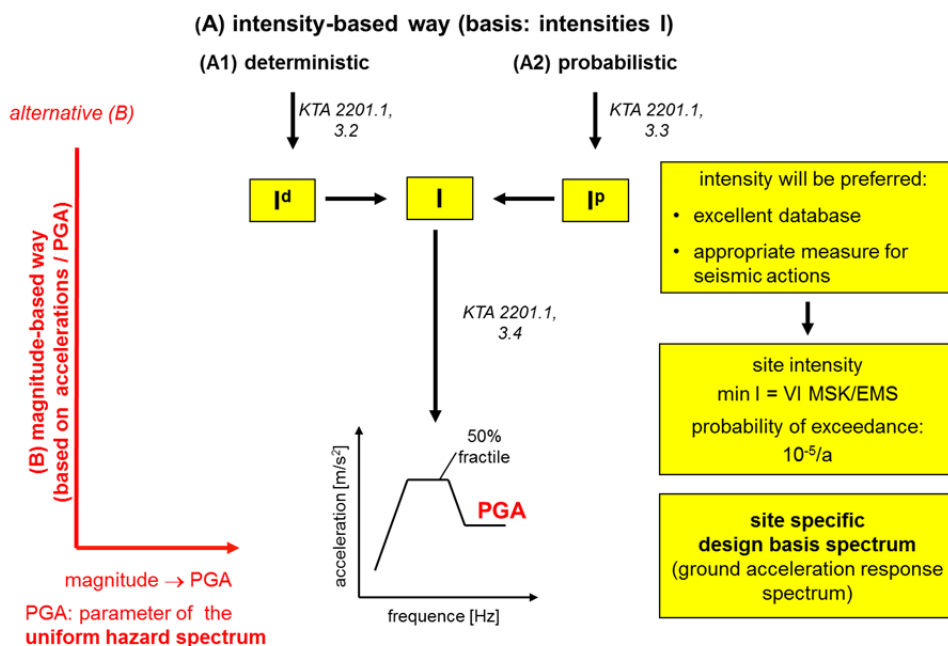 (A) intensity-based way (basis: intensities I)
(A1) deterministic
(A2) probabilistic
alternative (B)
KTA 2201.1,
3.2
KTA 2201.1,
3.3
I^d
I
I^p
(B) magnitude-based way
(based on accelerations / PGA)
KTA 2201.1,
3.4
intensity will be preferred:
• excellent database
• appropriate measure for
seismic actions
site intensity
min I = VI MSK/EMS
probability of exceedance:
10⁻⁵/a
acceleration [m/s²]
50%
fractile
PGA
frequence [Hz]
site specific
design basis spectrum
(ground acceleration response
spectrum)
magnitude → PGA
PGA: parameter of the
uniform hazard spectrum